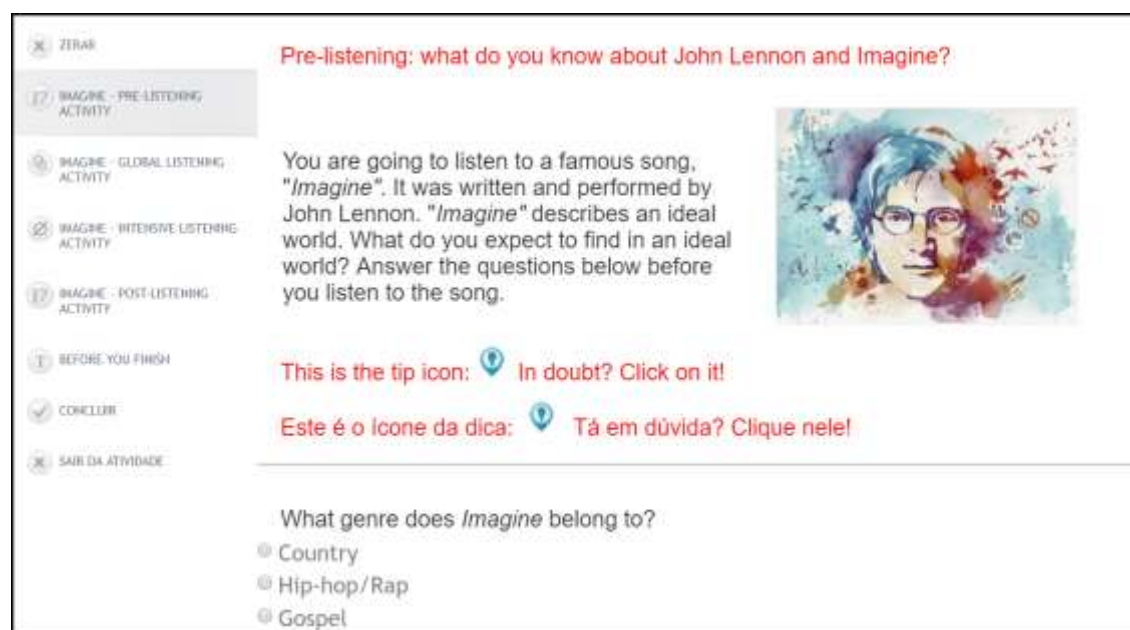 ZERAR
IMAGINE - PRE-LISTENING
ACTIVITY
IMAGINE - GLOBAL LISTENING
ACTIVITY
IMAGINE - INTENSIVE LISTENING
ACTIVITY
IMAGINE - POST-LISTENING
ACTIVITY
BEFORE YOU FINISH
CONCLUIR
SAIR DA ATIVIDADE
Pre-listening: what do you know about John Lennon and Imagine?
You are going to listen to a famous song,
"Imagine". It was written and performed by
John Lennon. "Imagine" describes an ideal
world. What do you expect to find in an ideal
world? Answer the questions below before
you listen to the song.
This is the tip icon: In doubt? Click on it!
Este é o ícone da dica: Tá em dúvida? Clique nele!
What genre does Imagine belong to?
Country
Hip-hop/Rap
Gospel